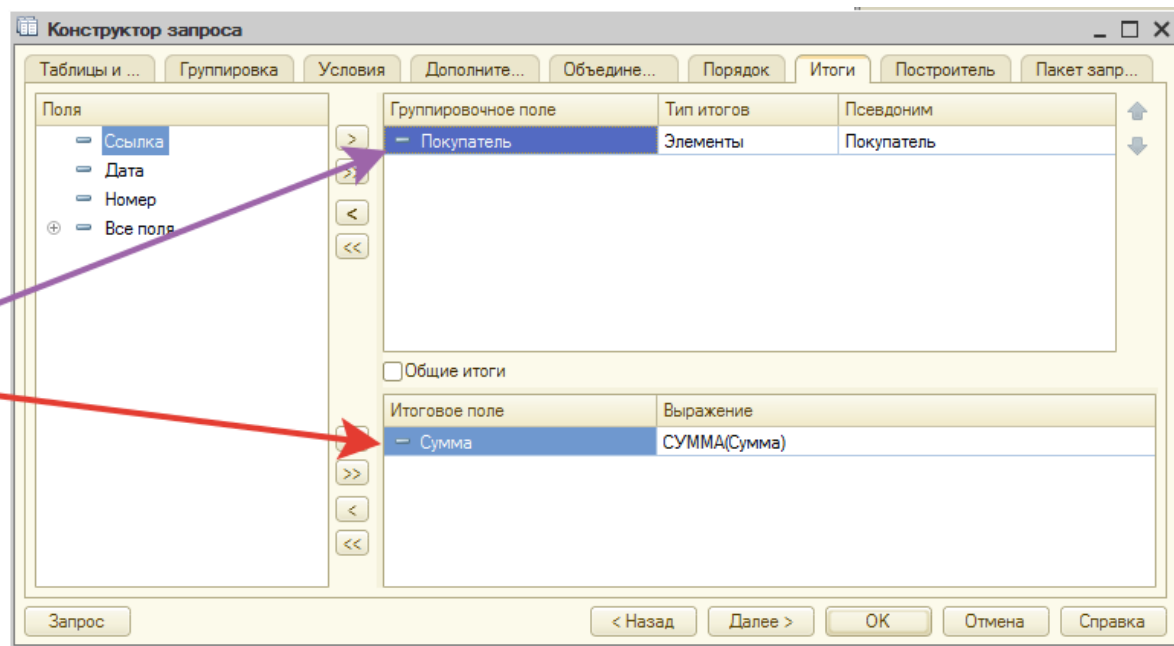 Конструктор запроса
Таблицы и ... Группировка Условия Дополните... Объедине... Порядок Итоги Построитель Пакет запр...
Поля
Ссылка
Дата
Номер
Все поля
>
>>
<
<<
Группировочное поле Тип итогов Псевдоним
Покупатель Элементы Покупатель
Общие итоги
Итоговое поле Выражение
Сумма СУММА(Сумма)
>>
<
<<
Запрос < Назад Далее > ОК Отмена Справка